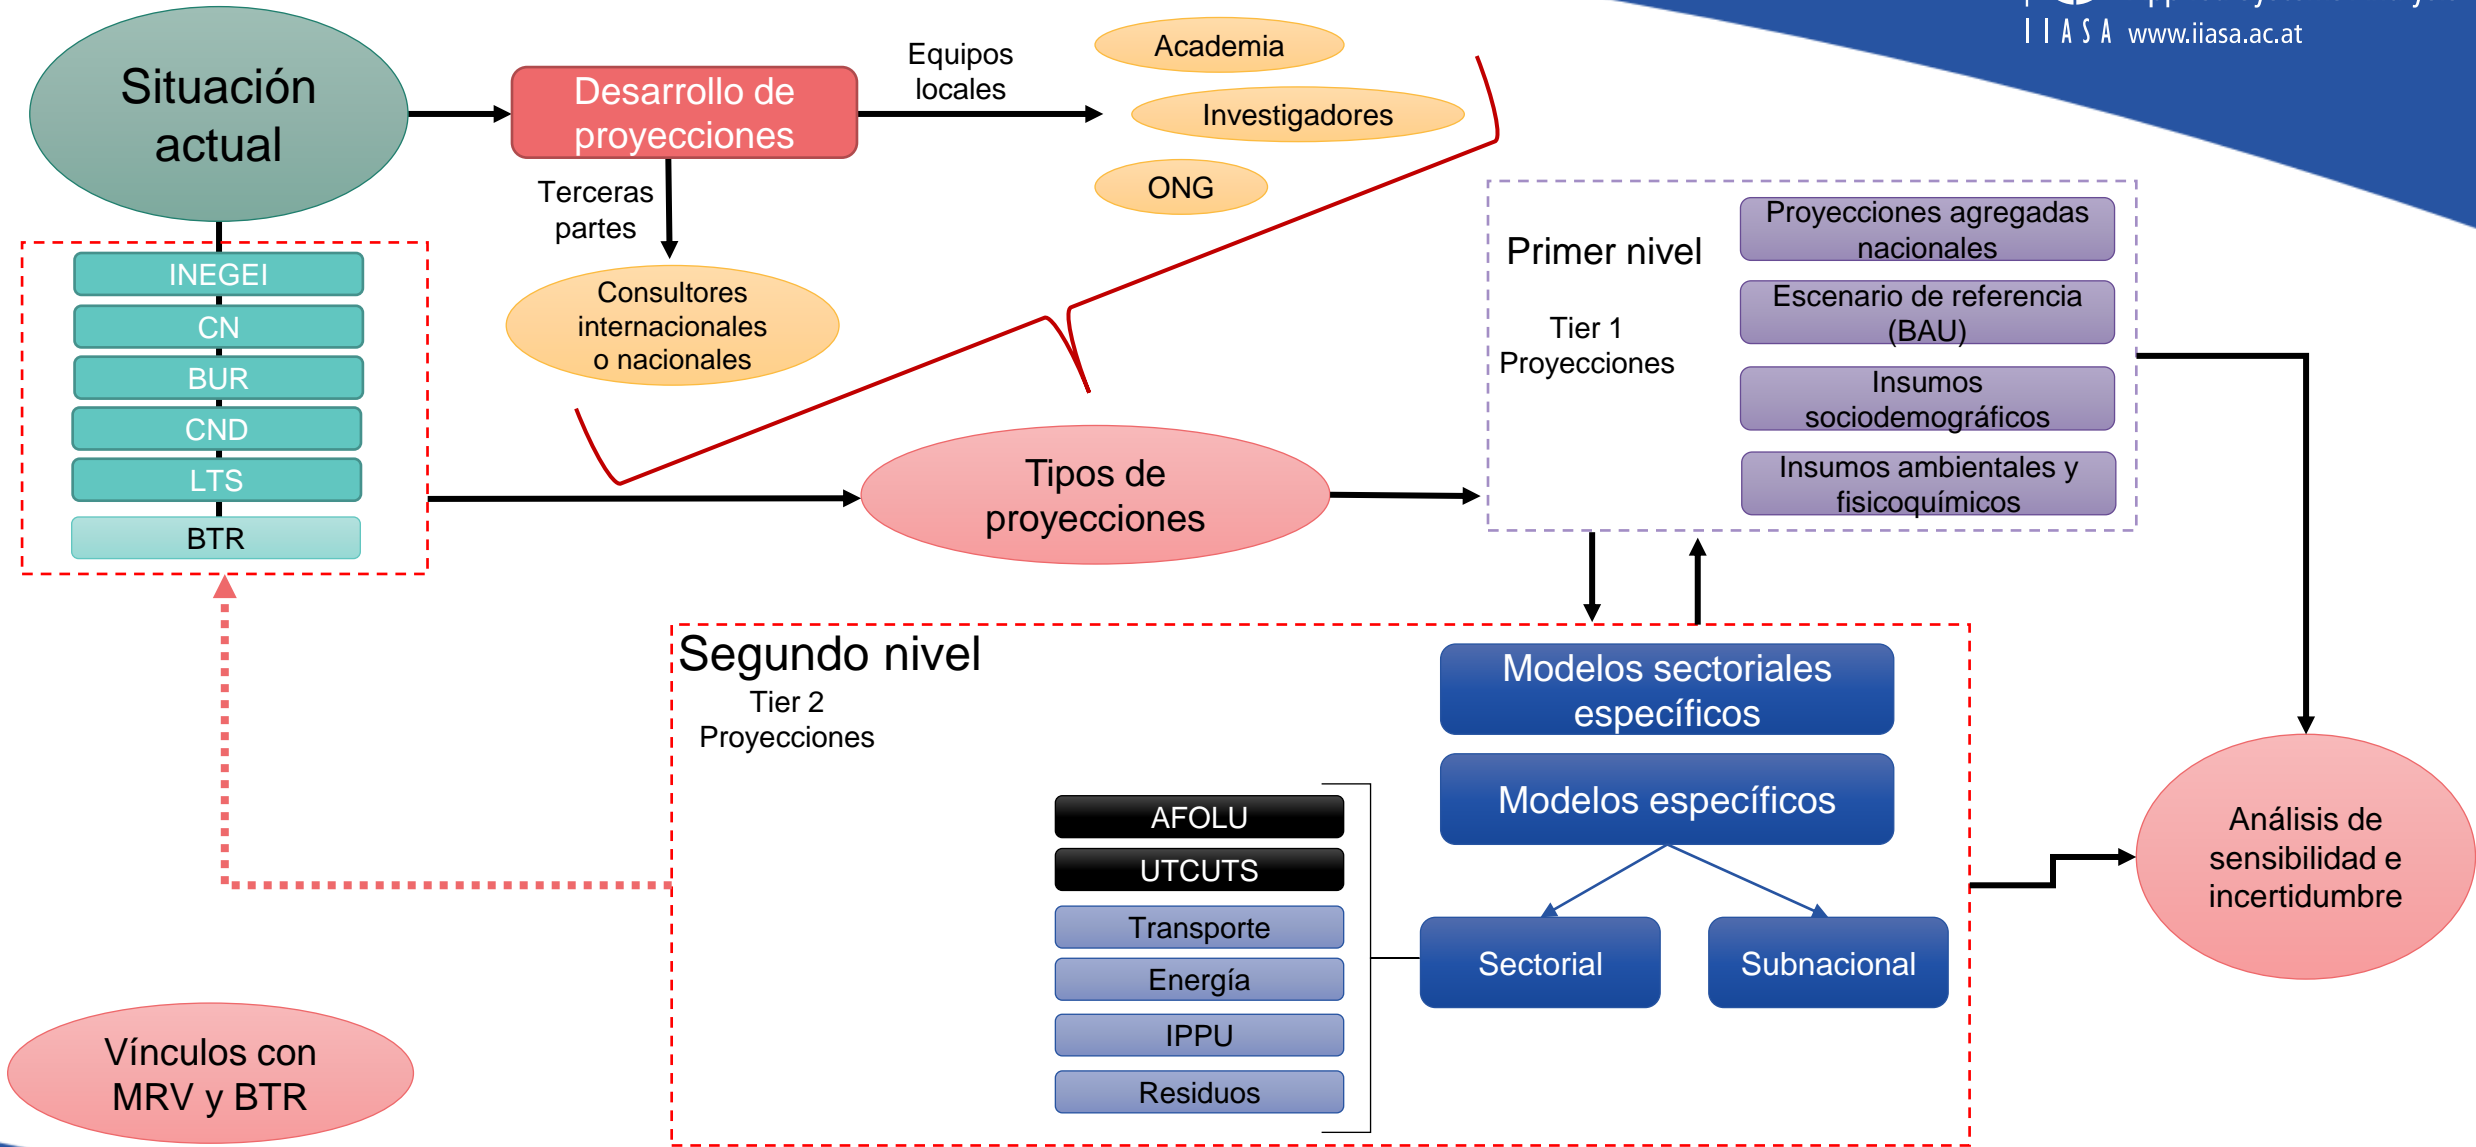 IIASA www.iiasa.ac.at
Situación
actual
Desarrollo de
proyecciones
Equipos
locales
Academia
Investigadores
ONG
Terceras
partes
Consultores
internacionales
o nacionales
INEGEI
CN
BUR
CND
LTS
BTR
Tipos de
proyecciones
Primer nivel
Tier 1
Proyecciones
Proyecciones agregadas
nacionales
Escenario de referencia
(BAU)
Insumos
sociodemográficos
Insumos ambientales y
fisicoquímicos
Segundo nivel
Tier 2
Proyecciones
Modelos sectoriales
específicos
Modelos específicos
AFOLU
UTCUTS
Transporte
Energía
IPPU
Residuos
Sectorial
Subnacional
Análisis de
sensibilidad e
incertidumbre
Vínculos con
MRV y BTR